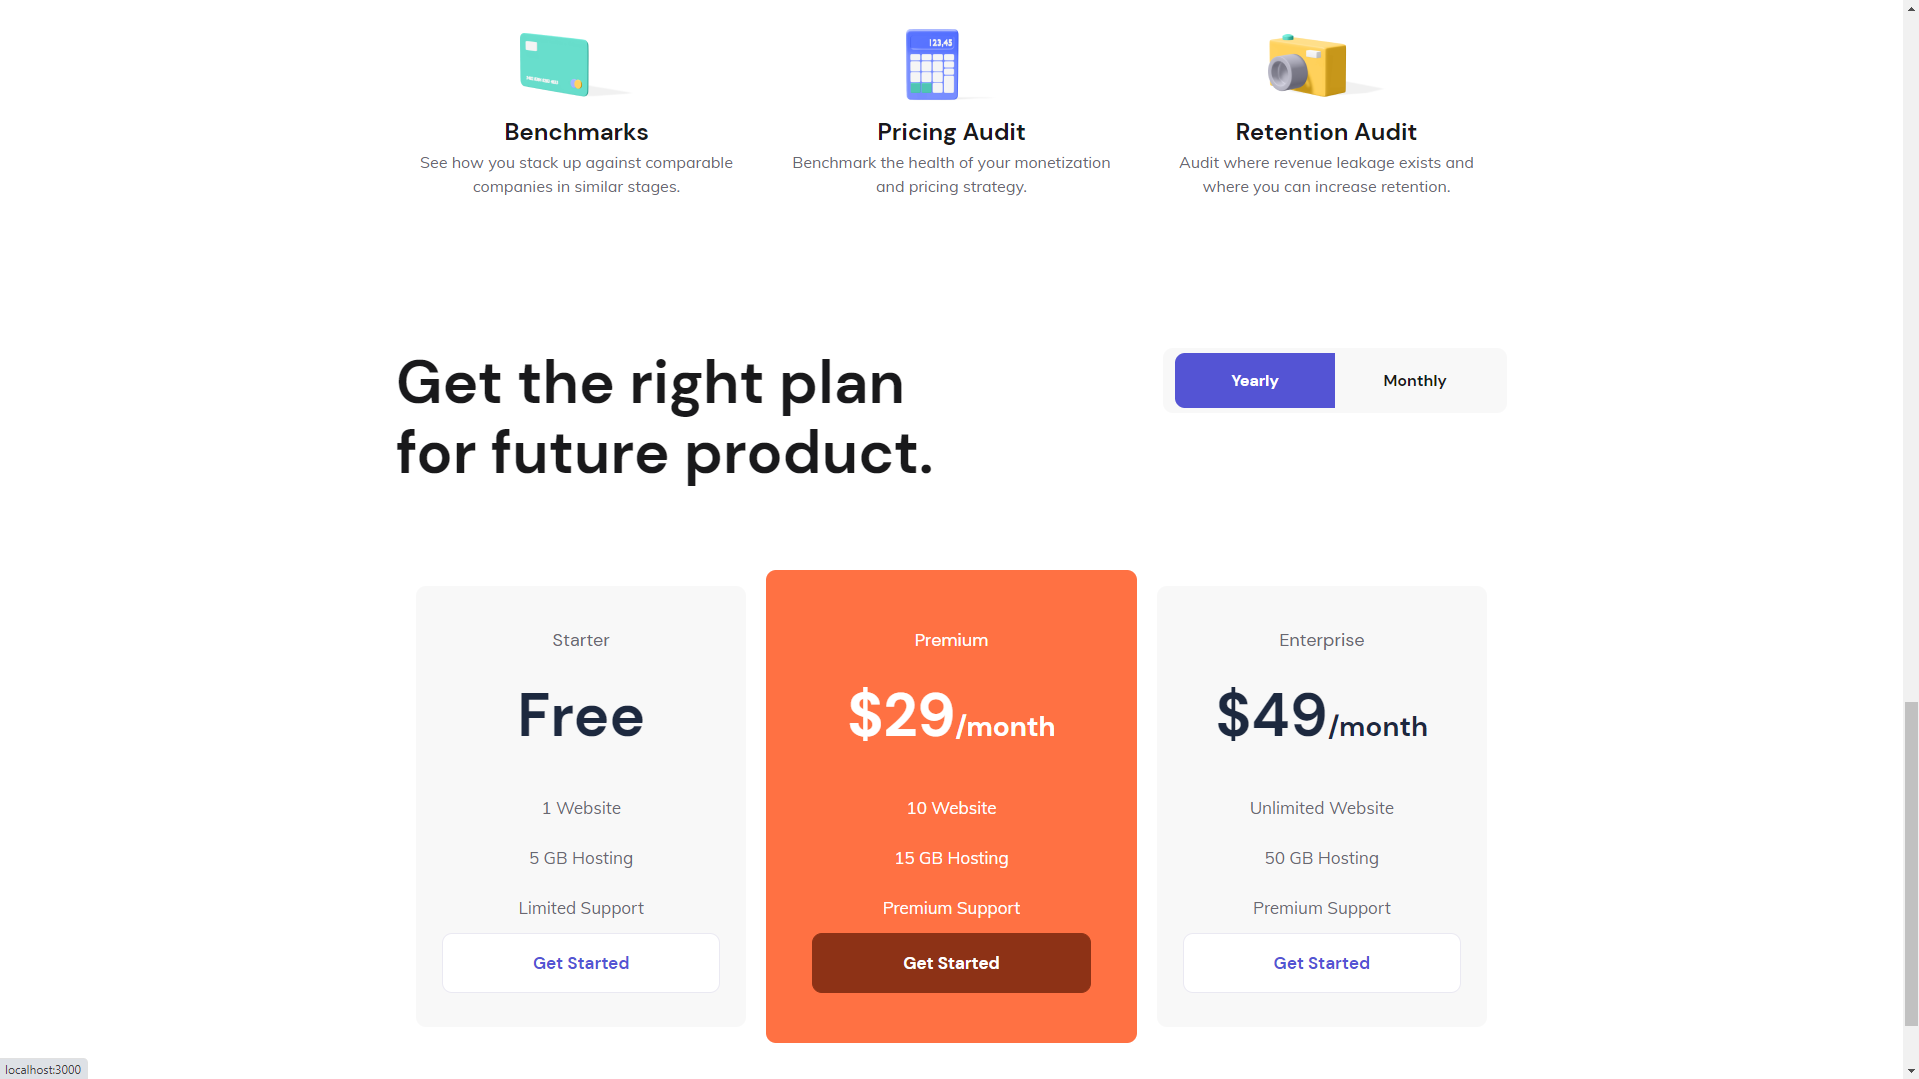 123,45
Benchmarks
See how you stack up against comparable
companies in similar stages.
Pricing Audit
Benchmark the health of your monetization
and pricing strategy.
Retention Audit
Audit where revenue leakage exists and
where you can increase retention.
Get the right plan
for future product.
Yearly
Monthly
Starter
Free
1 Website
5 GB Hosting
Limited Support
Get Started
Premium
$29/month
10 Website
15 GB Hosting
Premium Support
Get Started
Enterprise
$49/month
Unlimited Website
50 GB Hosting
Premium Support
Get Started
localhost:3000